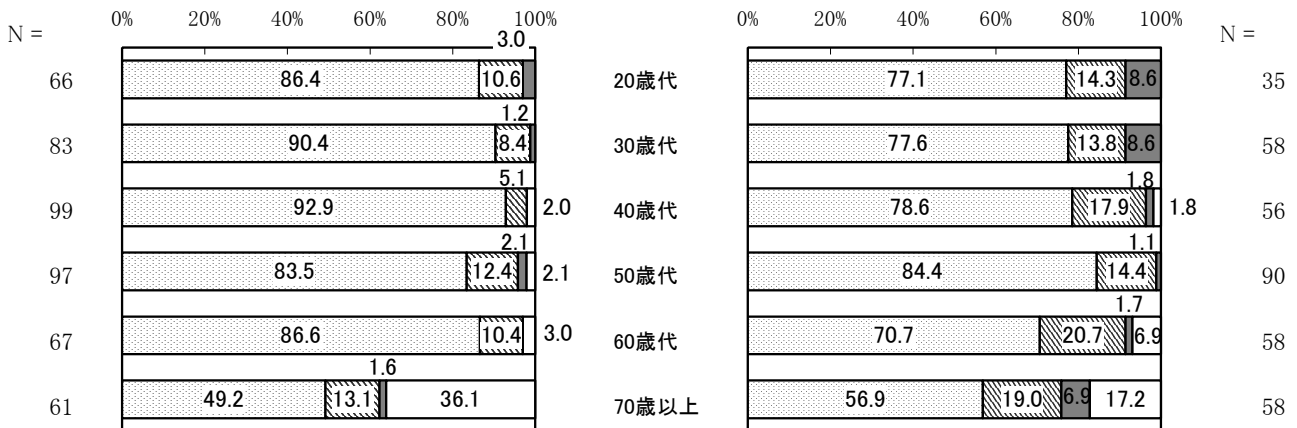 0% 20% 40% 60% 80% 100% 0% 20% 40% 60% 80% 100%
N = N =
3.0
66 86.4 10.6 20歳代 77.1 14.3 8.6 35
1.2
83 90.4 8.4 30歳代 77.6 13.8 8.6 58
5.1 1.8
99 92.9 2.0 40歳代 78.6 17.9 1.8 56
2.1 1.1
97 83.5 12.4 2.1 50歳代 84.4 14.4 90
1.7
67 86.6 10.4 3.0 60歳代 70.7 20.7 6.9 58
1.6
61 49.2 13.1 36.1 70歳以上 56.9 19.0 6.9 17.2 58